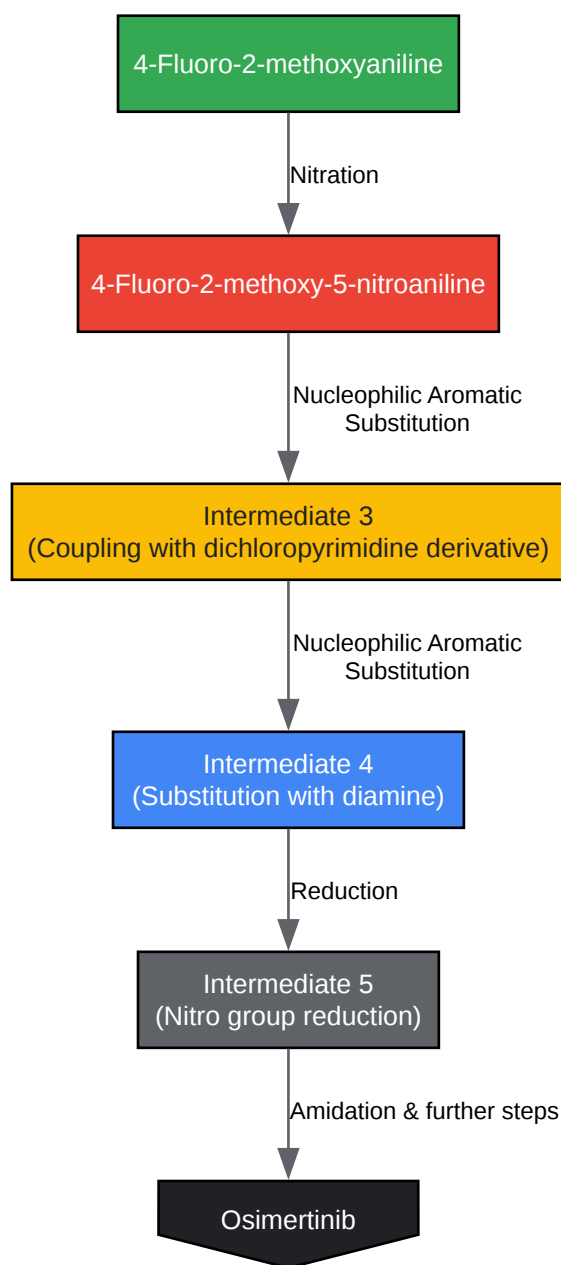 4-Fluoro-2-methoxyaniline
Nitration
4-Fluoro-2-methoxy-5-nitroaniline
Nucleophilic Aromatic
Substitution
Intermediate 3
(Coupling with dichloropyrimidine derivative)
Nucleophilic Aromatic
Substitution
Intermediate 4
(Substitution with diamine)
Reduction
Intermediate 5
(Nitro group reduction)
Amidation & further steps
Osimertinib